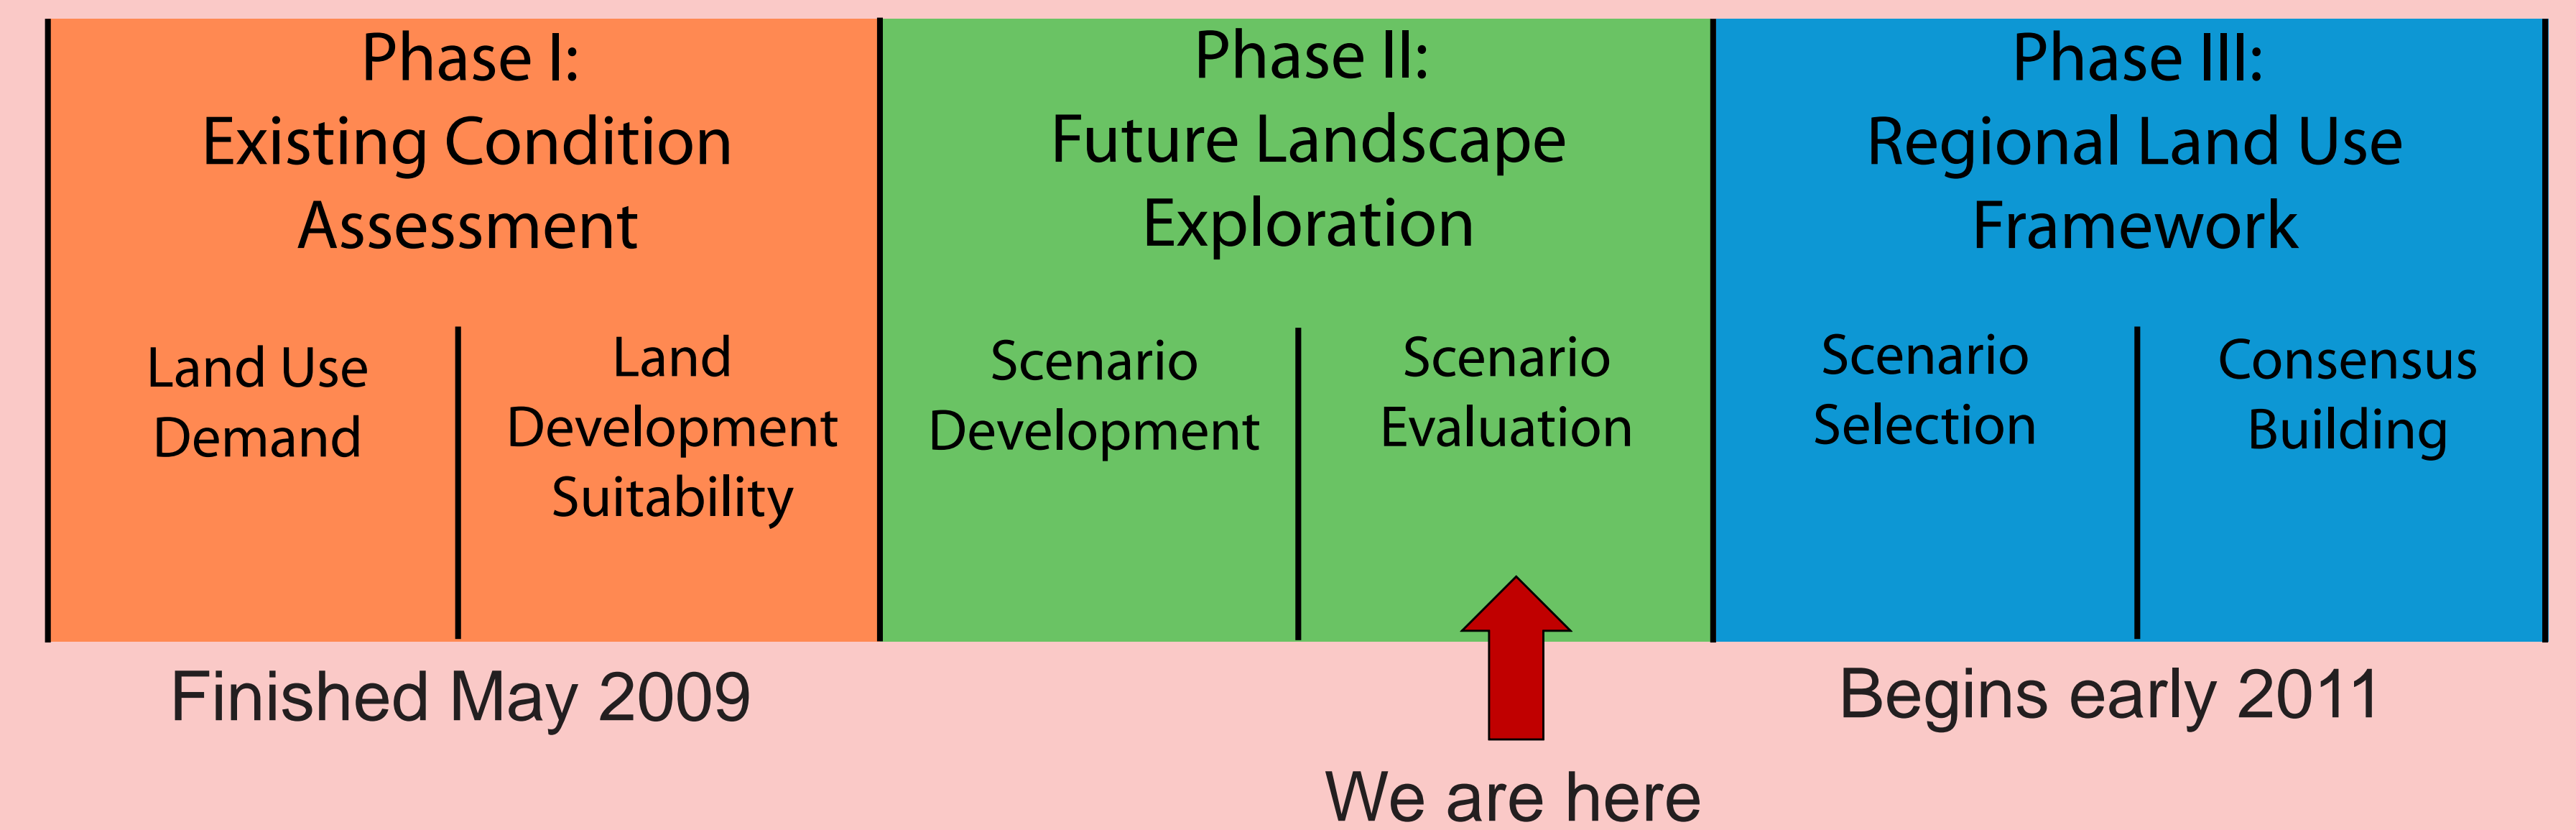 Phase I:
Existing Condition
Assessment
Land Use
Demand
Land
Development
Suitability
Phase II:
Future Landscape
Exploration
Scenario
Development
Scenario
Evaluation
Phase III:
Regional Land Use
Framework
Scenario
Selection
Consensus
Building
Finished May 2009
We are here
Begins early 2011